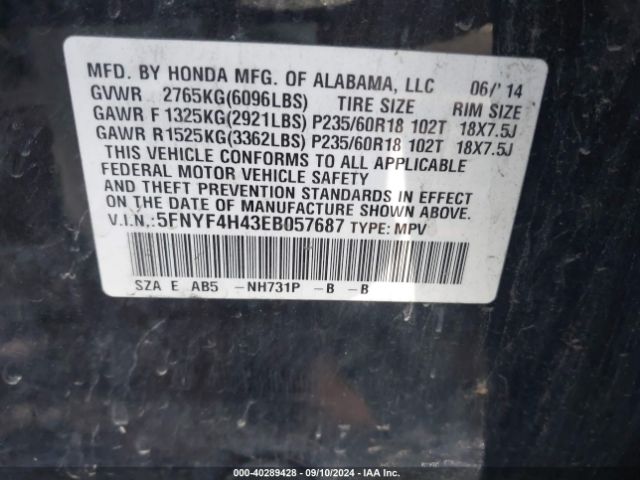 MFD. BY HONDA MFG. OF ALABAMA, LLC 06/'14
GVWR 2765KG(6096LBS) TIRE SIZE RIM SIZE
GAWR F 1325KG(2921LBS) P235/60R18 102T 18X7.5J
GAWR R1525KG(3362LBS) P235/60R18 102T 18X7.5J
THIS VEHICLE CONFORMS TO ALL APPLICABLE
FEDERAL MOTOR VEHICLE SAFETY
AND THEFT PREVENTION STANDARDS IN EFFECT
ON THE DATE OF MANUFACTURE SHOWN ABOVE.
V.I.N.:5FNYF4H43EB057687 TYPE: MPV
SZA E AB5 -NH731P -B -B
000-40289428 - 09/10/2024 - IAA Inc.